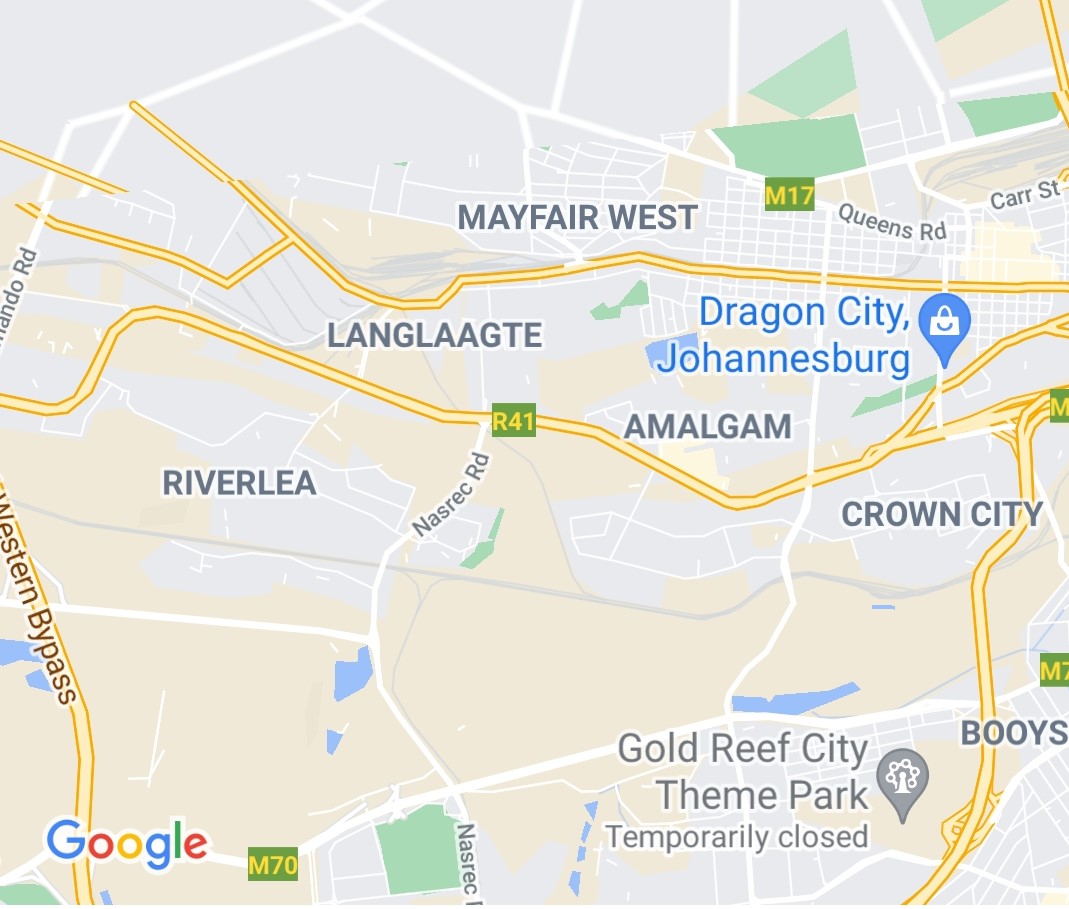 M17
Carr St
MAYFAIR WEST
Queens Rd
Dragon City,
Johannesburg
LANGLAAGTE
R41
AMALGAM
M
RIVERLEA
Nasrec Rd
CROWN CITY
Western Bypass
M7
BOOYS
Gold Reef City
Theme Park
Temporarily closed
Google
M70
Nasrec